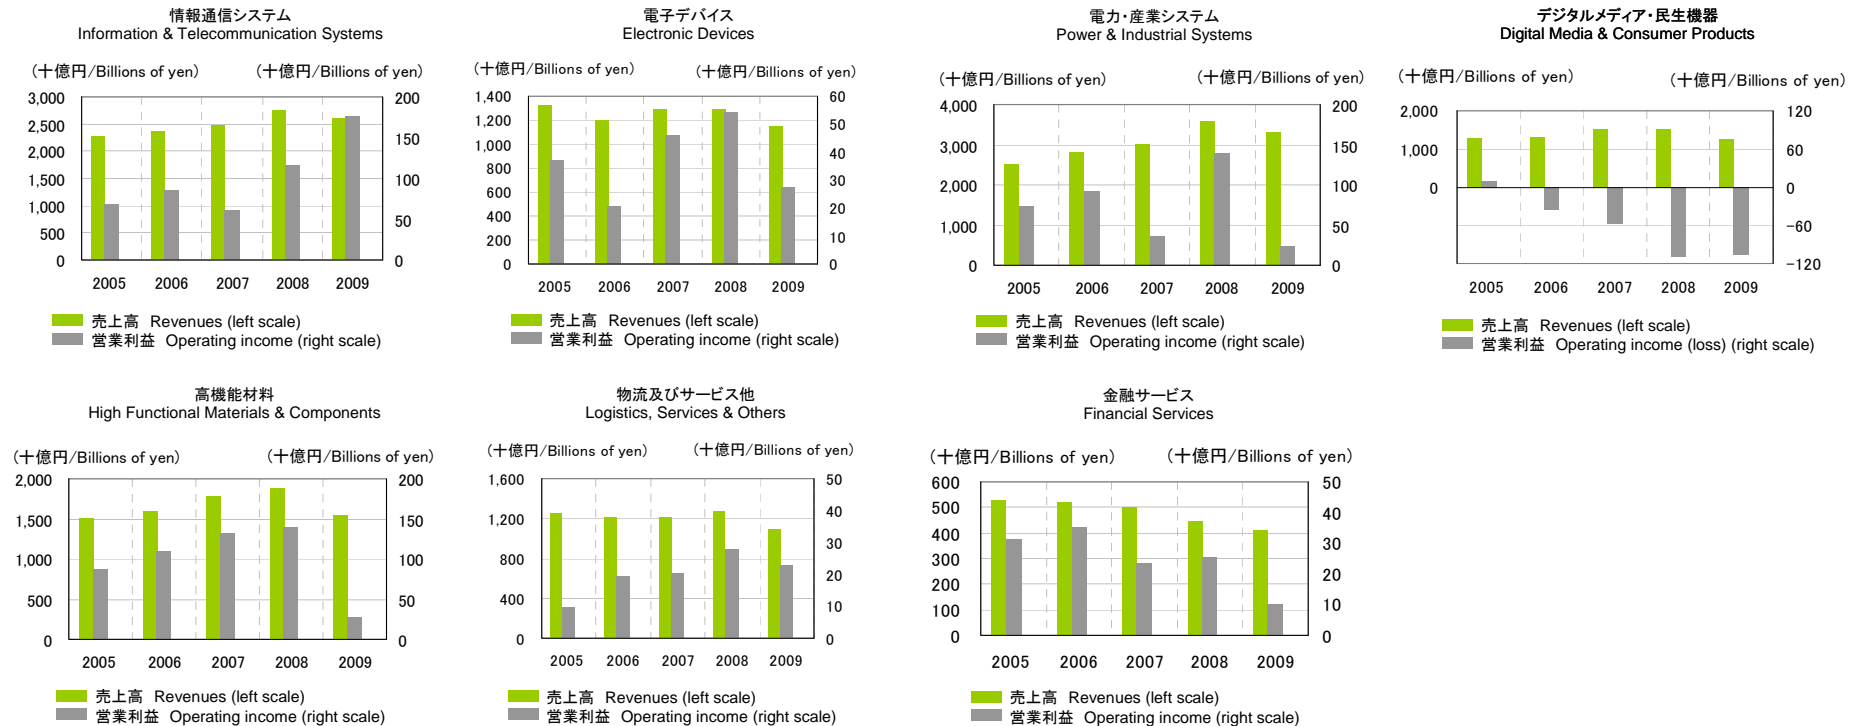 情報通信システム
Information & Telecommunication Systems
(十億円/Billions of yen) (十億円/Billions of yen)
3,000 200
2,500
2,000 150
1,500 100
1,000
500 50
0 0
2005 2006 2007 2008 2009
売上高 Revenues (left scale)
営業利益 Operating income (right scale)
電子デバイス
Electronic Devices
(十億円/Billions of yen) (十億円/Billions of yen)
1,400 60
1,200 50
1,000 40
800
600 30
400 20
200 10
0 0
2005 2006 2007 2008 2009
売上高 Revenues (left scale)
営業利益 Operating income (right scale)
電力・産業システム
Power & Industrial Systems
(十億円/Billions of yen) (十億円/Billions of yen)
4,000 200
3,000 150
2,000 100
1,000 50
0 0
2005 2006 2007 2008 2009
売上高 Revenues (left scale)
営業利益 Operating income (right scale)
デジタルメディア・民生機器
Digital Media & Consumer Products
(十億円/Billions of yen) (十億円/Billions of yen)
2,000 120
1,000 60
0 0
-60
-120
2005 2006 2007 2008 2009
売上高 Revenues (left scale)
営業利益 Operating income (loss) (right scale)
高機能材料
High Functional Materials & Components
(十億円/Billions of yen) (十億円/Billions of yen)
2,000 200
1,500 150
1,000 100
500 50
0 0
2005 2006 2007 2008 2009
売上高 Revenues (left scale)
営業利益 Operating income (right scale)
物流及びサービス他
Logistics, Services & Others
(十億円/Billions of yen) (十億円/Billions of yen)
1,600 50
1,200 40
800 30
20
400 10
0 0
2005 2006 2007 2008 2009
売上高 Revenues (left scale)
営業利益 Operating income (right scale)
金融サービス
Financial Services
(十億円/Billions of yen) (十億円/Billions of yen)
600 50
500 40
400 30
300
200 20
100 10
0 0
2005 2006 2007 2008 2009
売上高 Revenues (left scale)
営業利益 Operating income (right scale)